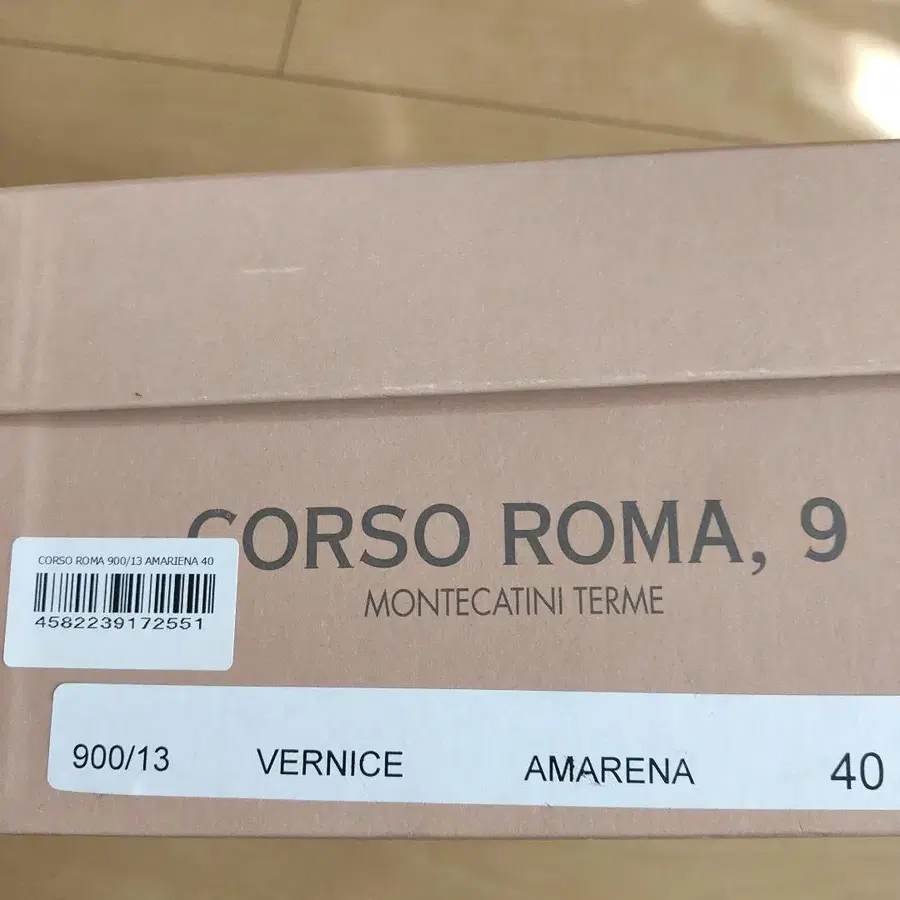 CORSO ROMA, 9
MONTECATINI TERME
CORSO ROMA 900/13 AMARIENA 40
4582239172551
900/13 VERNICE AMARENA 40